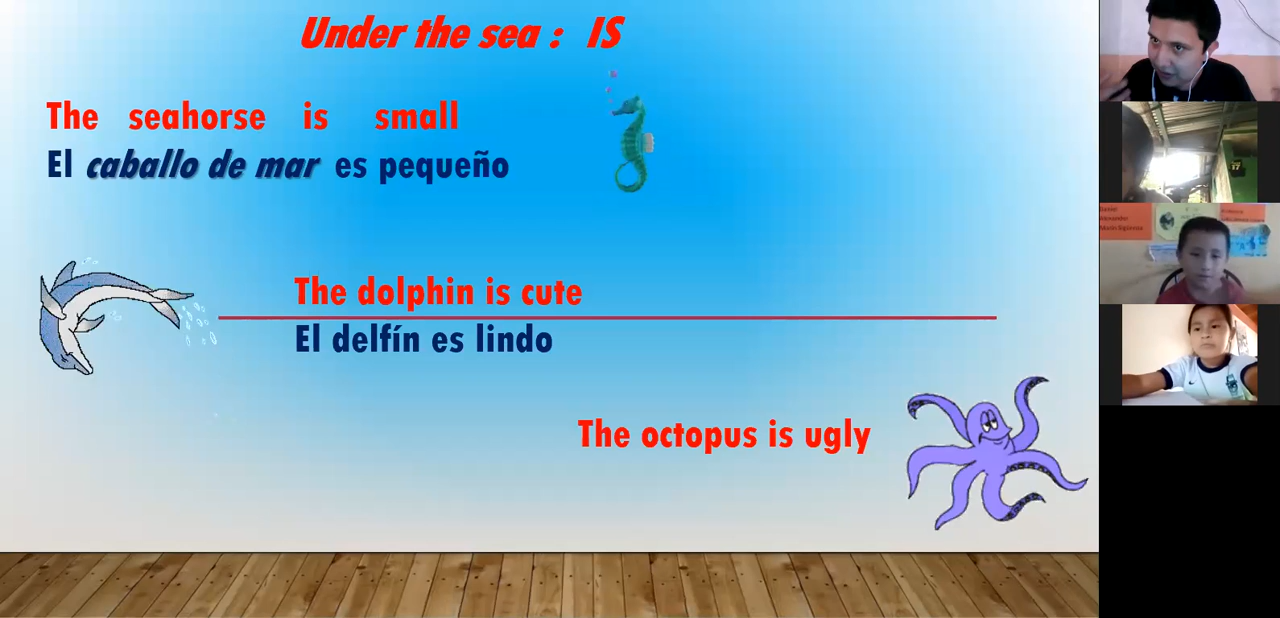 Under the sea : IS
The seahorse is small
El caballo de mar es pequeño
The dolphin is cute
El delfín es lindo
The octopus is ugly
17